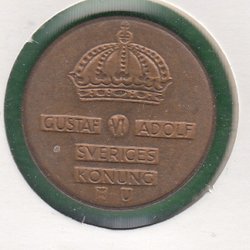 GUSTAF VI ADOLF
SVERIGES
KONUNG
U